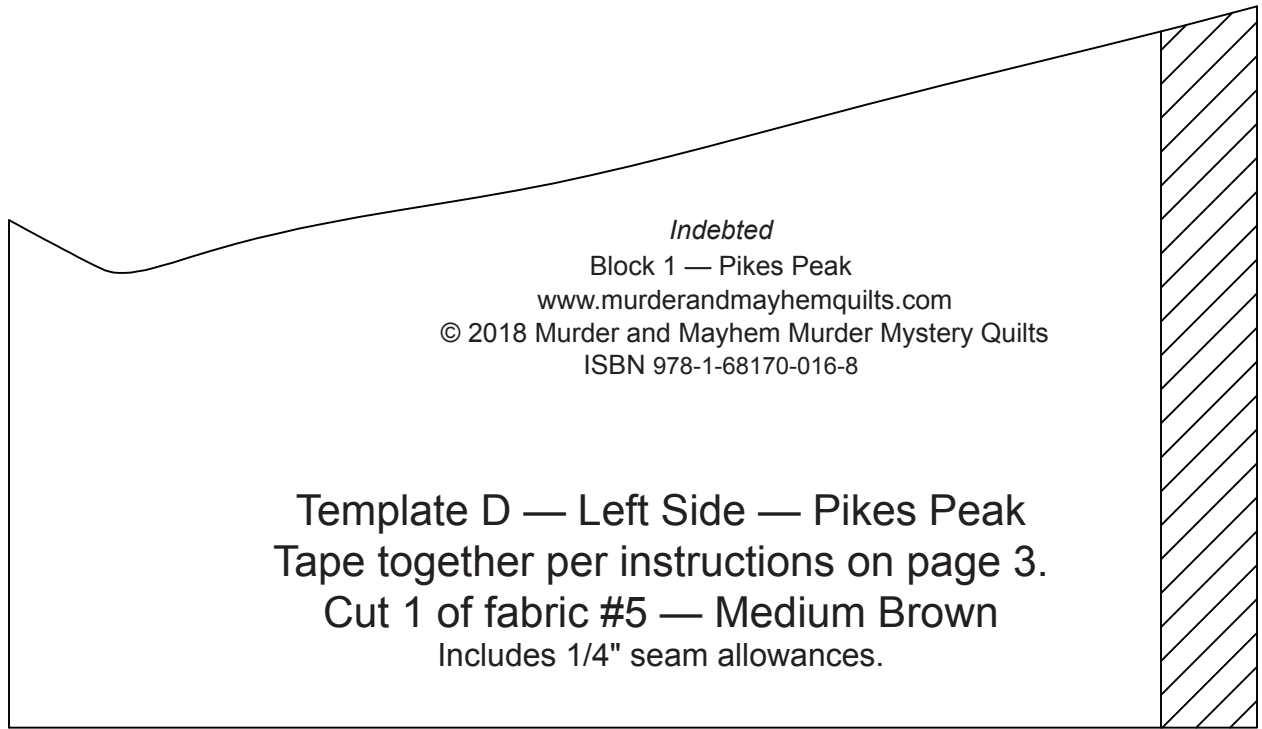 Indebted
Block 1 — Pikes Peak
www.murderandmayhemquilts.com
© 2018 Murder and Mayhem Murder Mystery Quilts
ISBN 978-1-68170-016-8
Template D — Left Side — Pikes Peak
Tape together per instructions on page 3.
Cut 1 of fabric #5 — Medium Brown
Includes 1/4" seam allowances.